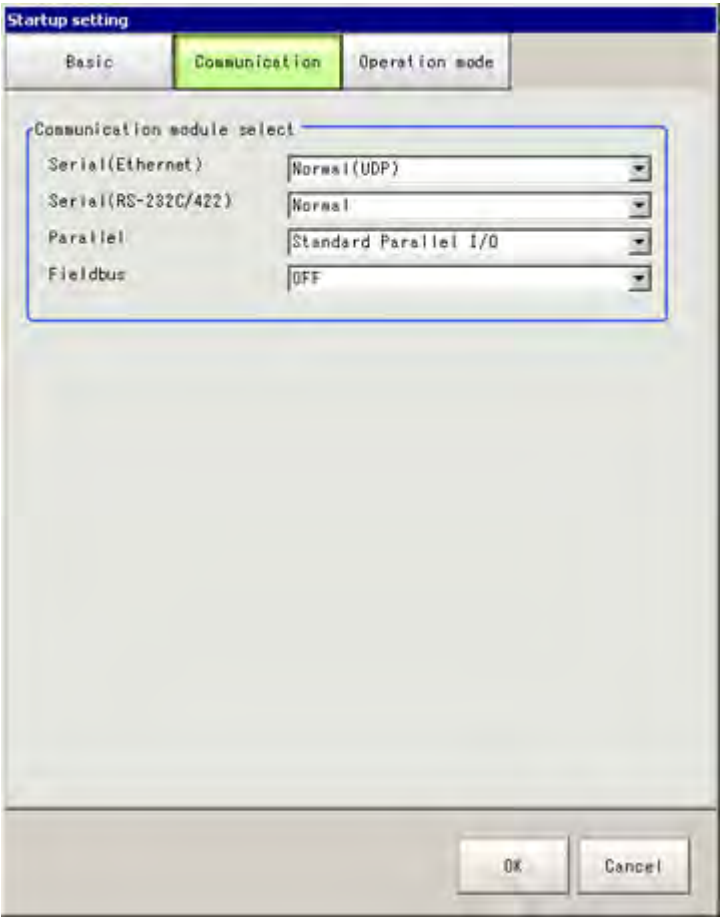 Startup setting
Basic Communication Operation mode
Communication module select
Serial(Ethernet) Normal(UDP)
Serial(RS-232C/422) Normal
Parallel Standard Parallel I/O
Fieldbus OFF
OK Cancel